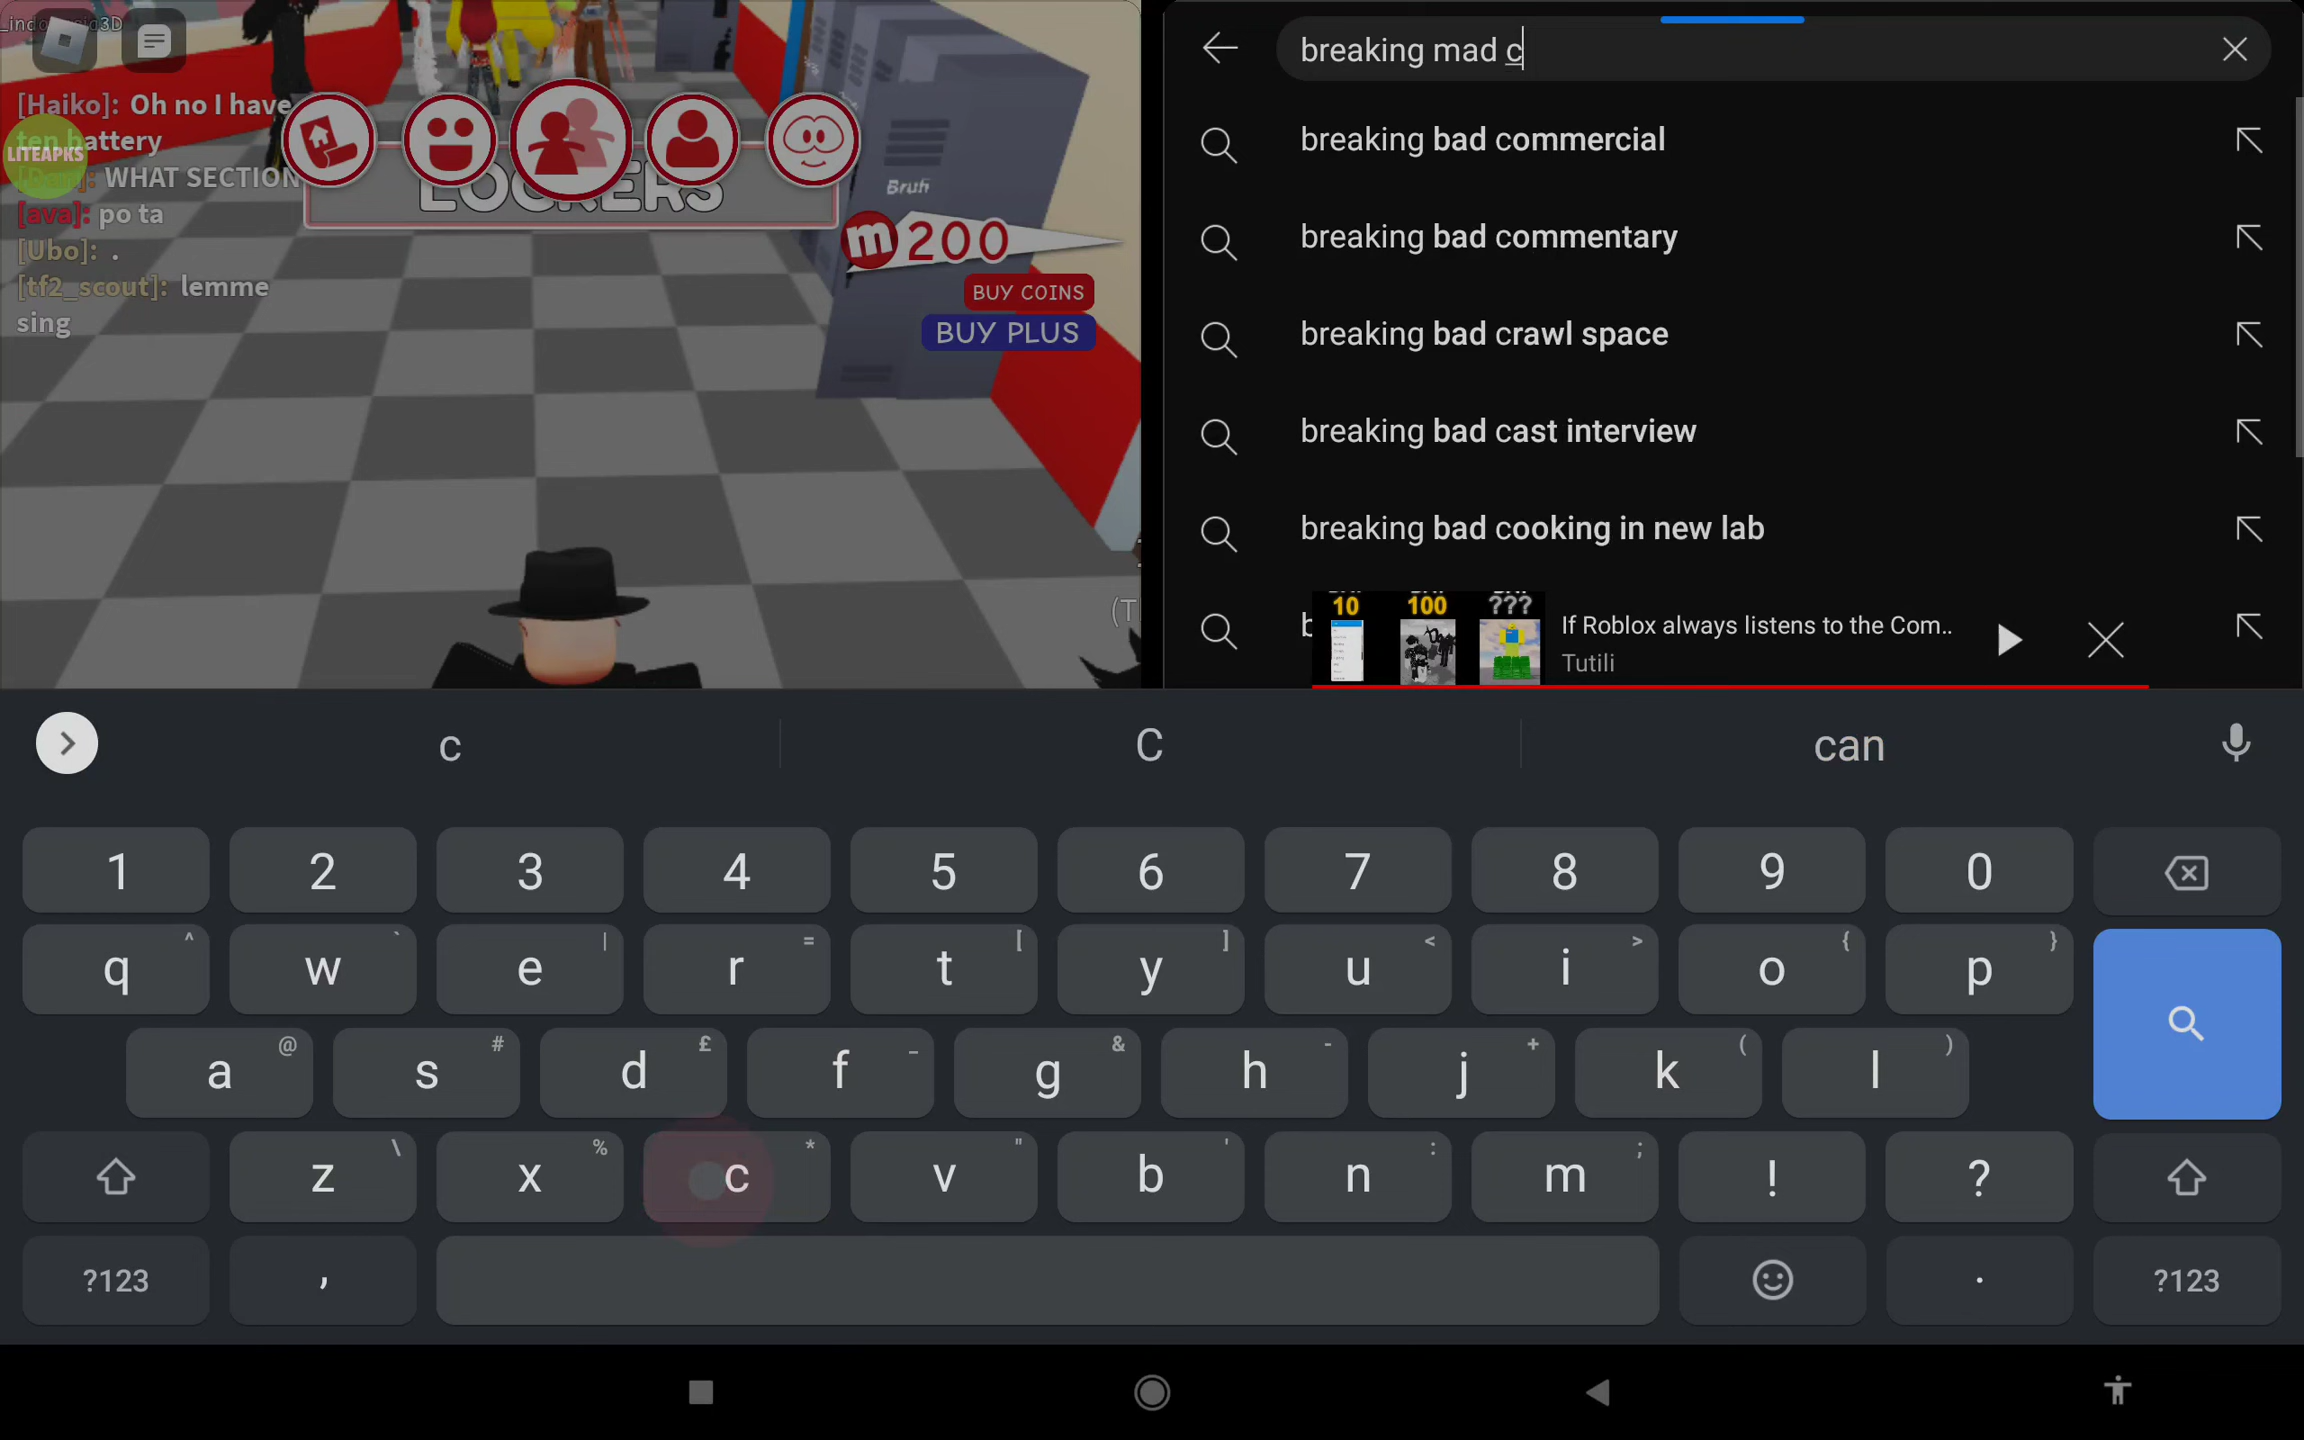 [Haiko]: Oh no I have
ten battery
LITEAPKS
[Dan]: WHAT SECTION
[ava]: po ta
[Ubo]: .
[tf2_scout]: lemme
sing
LOCKERS
Bruh
m200
BUY COINS
BUY PLUS
(T
breaking mad c
breaking bad commercial
breaking bad commentary
breaking bad crawl space
breaking bad cast interview
breaking bad cooking in new lab
10 100 ???
If Roblox always listens to the Com..
Tutili
c C can
1 2 3 4 5 6 7 8 9 0
q ^ w ` e | r = t [ y ] u < i > o { p }
a @ s # d £ f _ g & h - j + k ( l )
z \ x % c * v " b ' n : m ; ! ?
?123 , . ?123